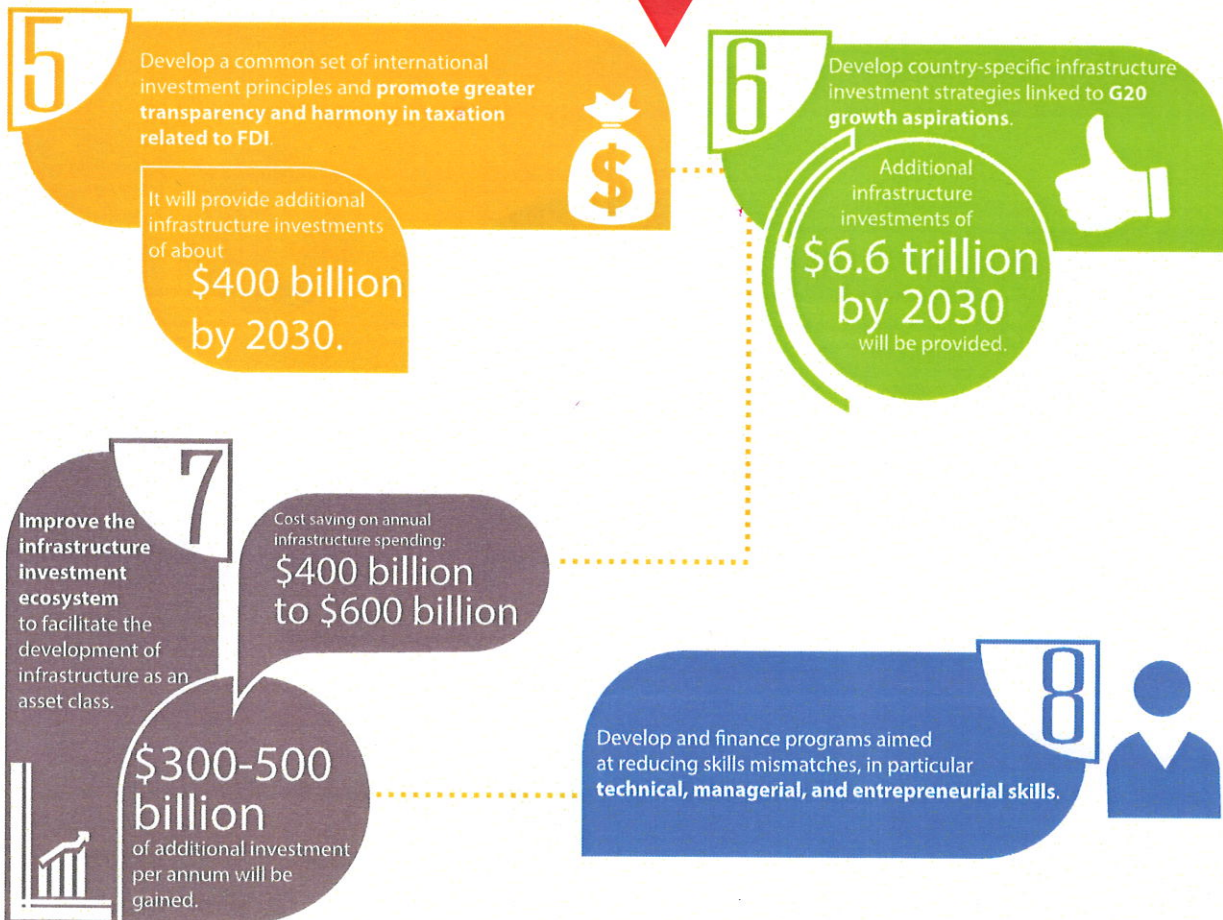 5
Develop a common set of international
investment principles and promote greater
transparency and harmony in taxation
related to FDI.
$
It will provide additional
infrastructure investments
of about
$400 billion
by 2030.
6
Develop country-specific infrastructure
investment strategies linked to G20
growth aspirations.
Additional
infrastructure
investments of
$6.6 trillion
by 2030
will be provided.
7
Improve the
infrastructure
investment
ecosystem
to facilitate the
development of
infrastructure as an
asset class.
Cost saving on annual
infrastructure spending:
$400 billion
to $600 billion
$300-500
billion
of additional investment
per annum will be
gained.
8
Develop and finance programs aimed
at reducing skills mismatches, in particular
technical, managerial, and entrepreneurial skills.